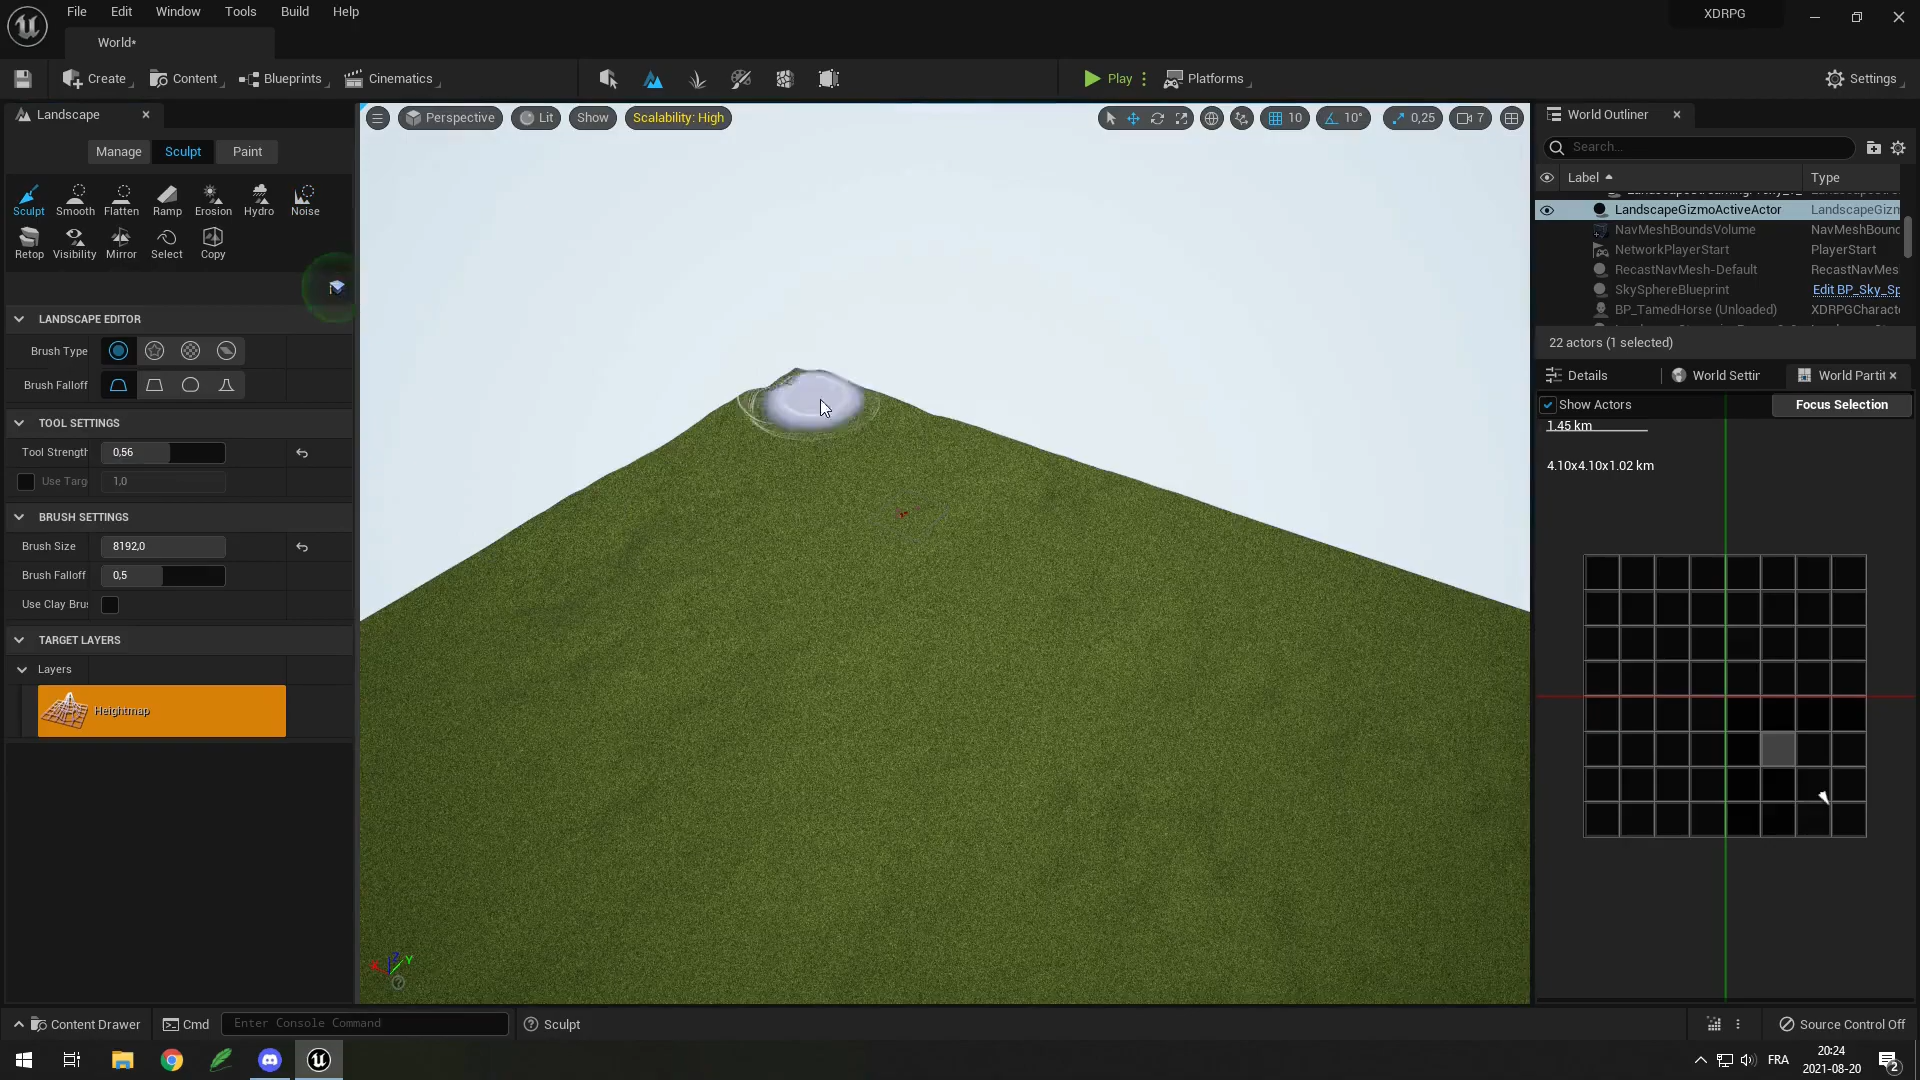 File Edit Window Tools Build Help
XDRPG
World*
Create Content Blueprints Cinematics Play Platforms Settings
Landscape
Manage Sculpt Paint
Sculpt Smooth Flatten Ramp Erosion Hydro Noise
Retop Visibility Mirror Select Copy
LANDSCAPE EDITOR
Brush Type
Brush Falloff
TOOL SETTINGS
Tool Strength 0,56
Use Targ 1,0
BRUSH SETTINGS
Brush Size 8192,0
Brush Falloff 0,5
Use Clay Bru
TARGET LAYERS
Layers
Heightmap
Perspective Lit Show Scalability: High
10 10° 0,25 7
X Z Y
World Outliner
Search...
Label Type
LandscapeGizmoActiveActor LandscapeGizm
NavMeshBoundsVolume NavMeshBounc
NetworkPlayerStart PlayerStart
RecastNavMesh-Default RecastNavMes
SkySphereBlueprint Edit BP_Sky_Sp
BP_TamedHorse (Unloaded) XDRPGCharact
22 actors (1 selected)
Details World Settir World Partit
Show Actors Focus Selection
1.45 km
4.10x4.10x1.02 km
Content Drawer Cmd Enter Console Command Sculpt Source Control Off
FRA
20:24
2021-08-20
2